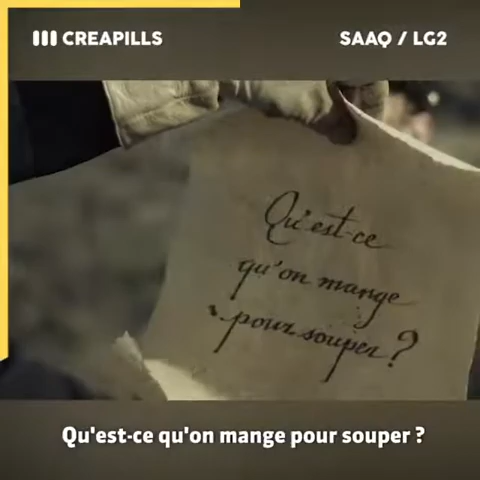 CREAPILLS
SAAQ / LG2
Qu'est-ce
qu'on mange
pour souper ?
Qu'est-ce qu'on mange pour souper ?